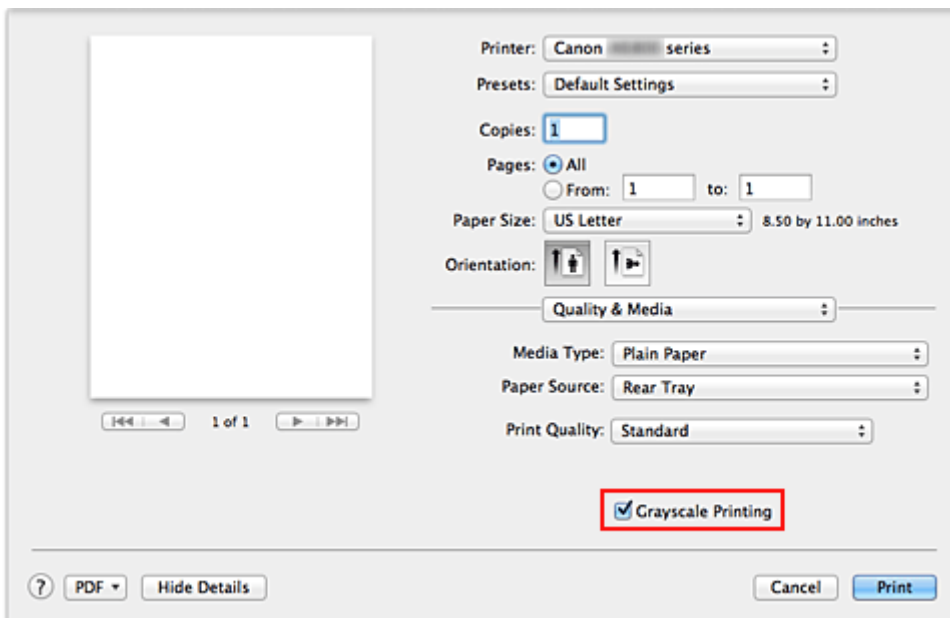 Printer: Canon series
Presets: Default Settings
Copies: 1
Pages: All
From: 1 to: 1
Paper Size: US Letter 8.50 by 11.00 inches
Orientation:
Quality & Media
Media Type: Plain Paper
Paper Source: Rear Tray
1 of 1
Print Quality: Standard
Grayscale Printing
? PDF Hide Details Cancel Print